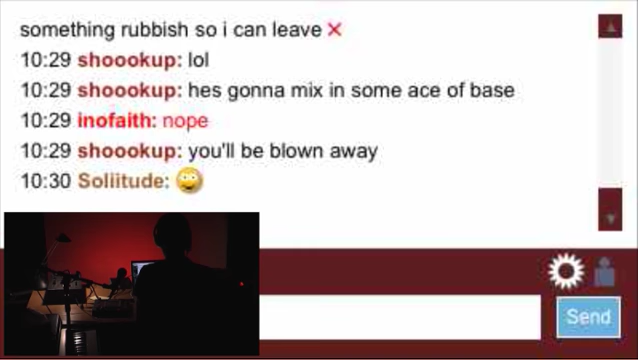 something rubbish so i can leave
10:29 shoookup: lol
10:29 shoookup: hes gonna mix in some ace of base
10:29 inofaith: nope
10:29 shoookup: you'll be blown away
10:30 Soliitude:
Send